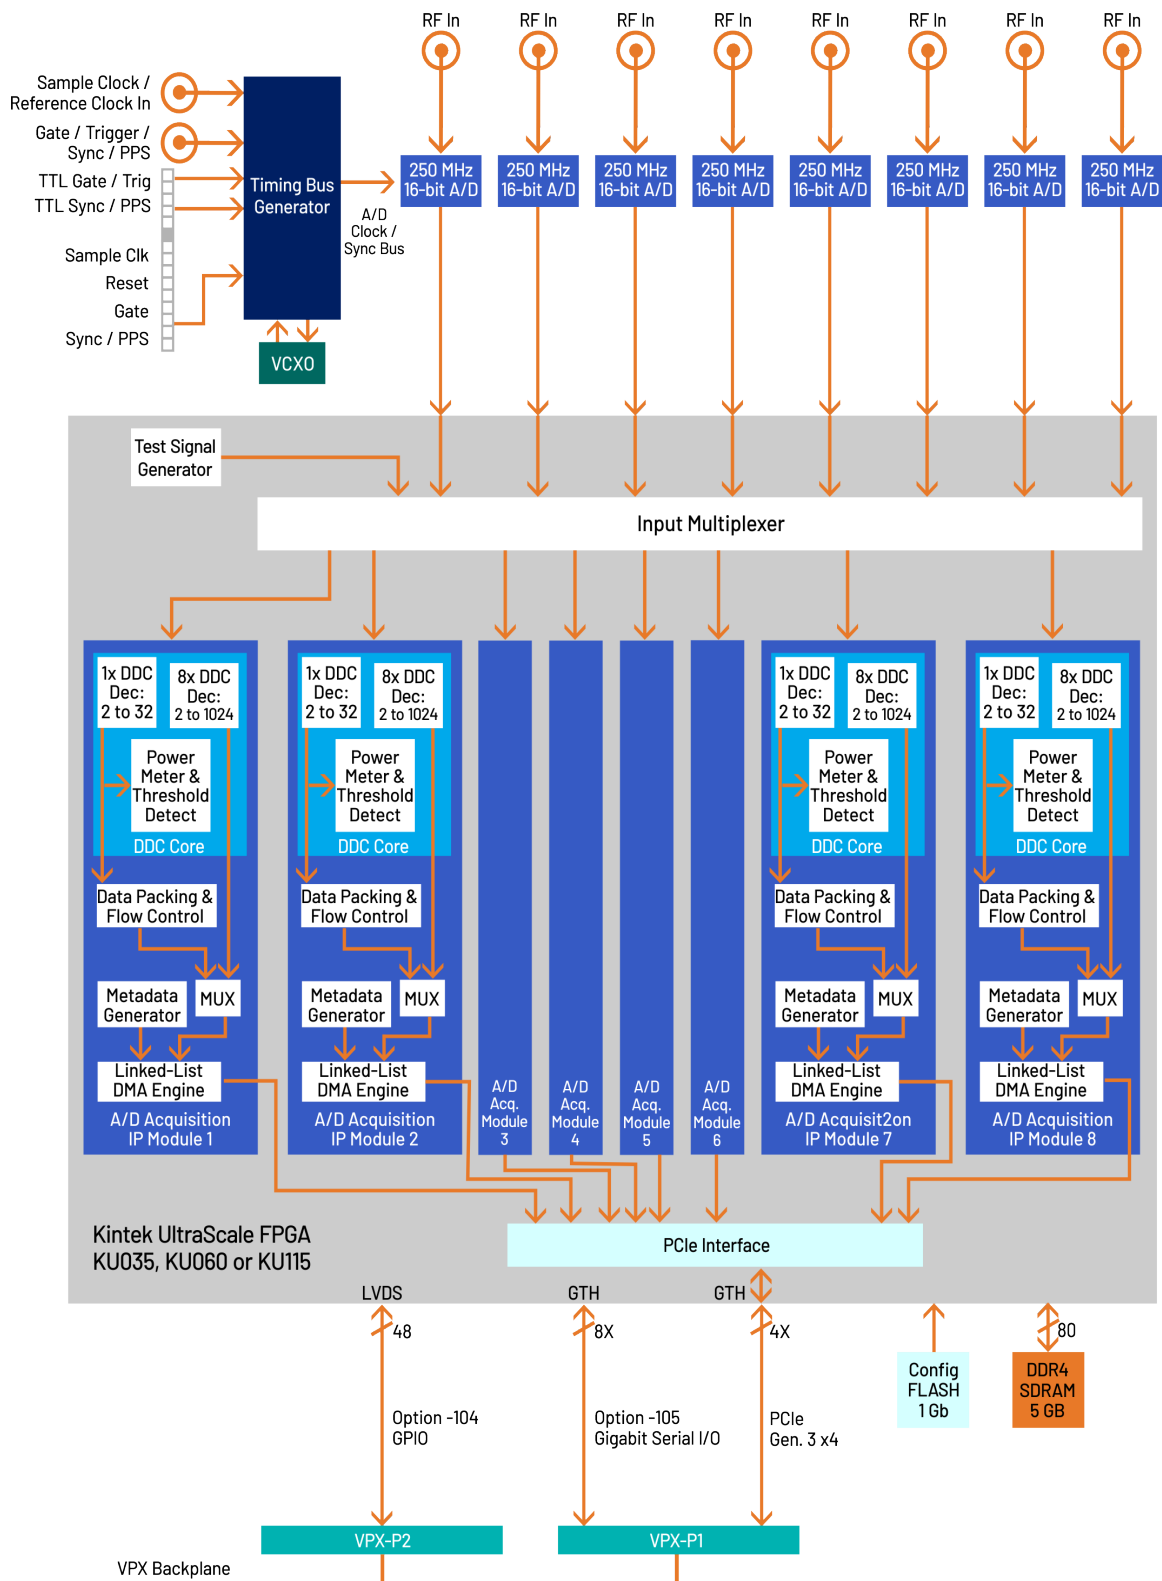 RF In
RF In
RF In
RF In
RF In
RF In
RF In
RF In
Sample Clock /
Reference Clock In
Gate / Trigger /
Sync / PPS
TTL Gate / Trig
TTL Sync / PPS
Sample Clk
Reset
Gate
Sync / PPS
Timing Bus
Generator
VCXO
A/D
Clock /
Sync Bus
250 MHz
16-bit A/D
250 MHz
16-bit A/D
250 MHz
16-bit A/D
250 MHz
16-bit A/D
250 MHz
16-bit A/D
250 MHz
16-bit A/D
250 MHz
16-bit A/D
250 MHz
16-bit A/D
Test Signal
Generator
Input Multiplexer
1x DDC
Dec:
2 to 32
8x DDC
Dec:
2 to 1024
Power
Meter &
Threshold
Detect
DDC Core
Data Packing &
Flow Control
Metadata
Generator
MUX
Linked-List
DMA Engine
A/D Acquisition
IP Module 1
1x DDC
Dec:
2 to 32
8x DDC
Dec:
2 to 1024
Power
Meter &
Threshold
Detect
DDC Core
Data Packing &
Flow Control
Metadata
Generator
MUX
Linked-List
DMA Engine
A/D Acquisition
IP Module 2
A/D
Acq.
Module
3
A/D
Acq.
Module
4
A/D
Acq.
Module
5
A/D
Acq.
Module
6
1x DDC
Dec:
2 to 32
8x DDC
Dec:
2 to 1024
Power
Meter &
Threshold
Detect
DDC Core
Data Packing &
Flow Control
Metadata
Generator
MUX
Linked-List
DMA Engine
A/D Acquisit2on
IP Module 7
1x DDC
Dec:
2 to 32
8x DDC
Dec:
2 to 1024
Power
Meter &
Threshold
Detect
DDC Core
Data Packing &
Flow Control
Metadata
Generator
MUX
Linked-List
DMA Engine
A/D Acquisition
IP Module 8
Kintek UltraScale FPGA
KU035, KU060 or KU115
PCIe Interface
LVDS
GTH
GTH
48
8X
4X
80
Config
FLASH
1 Gb
DDR4
SDRAM
5 GB
Option -104
GPIO
Option -105
Gigabit Serial I/O
PCIe
Gen. 3 x4
VPX-P2
VPX-P1
VPX Backplane